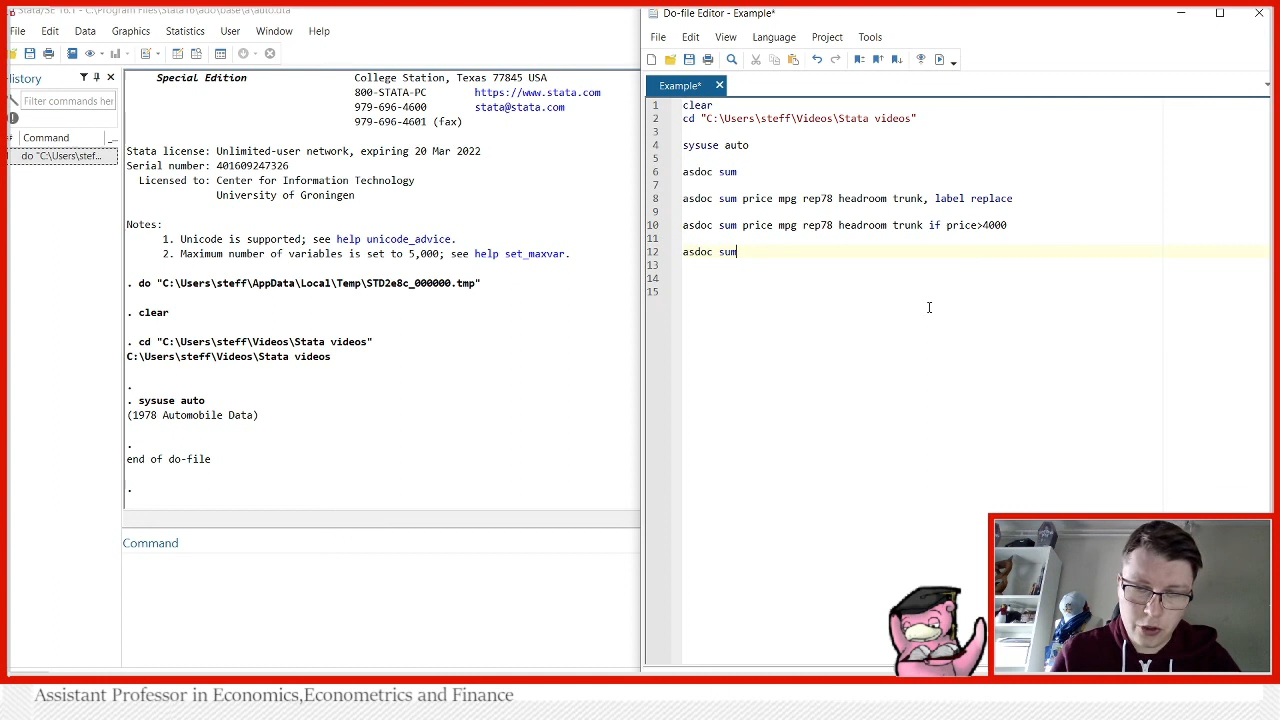 Stata/SE 16.1 - C:\Program Files\Stata16\ado\base\a\auto.dta
File Edit Data Graphics Statistics User Window Help
History
Filter commands her
Command
do "C:\Users\stef...
Special Edition College Station, Texas 77845 USA
800-STATA-PC https://www.stata.com
979-696-4600 stata@stata.com
979-696-4601 (fax)
Stata license: Unlimited-user network, expiring 20 Mar 2022
Serial number: 401609247326
Licensed to: Center for Information Technology
University of Groningen
Notes:
1. Unicode is supported; see help unicode_advice.
2. Maximum number of variables is set to 5,000; see help set_maxvar.
. do "C:\Users\steff\AppData\Local\Temp\STD2e8c_000000.tmp"
. clear
. cd "C:\Users\steff\Videos\Stata videos"
C:\Users\steff\Videos\Stata videos
.
. sysuse auto
(1978 Automobile Data)
.
end of do-file
.
Command
Do-file Editor - Example*
File Edit View Language Project Tools
Example*
1 clear
2 cd "C:\Users\steff\Videos\Stata videos"
3
4 sysuse auto
5
6 asdoc sum
7
8 asdoc sum price mpg rep78 headroom trunk, label replace
9
10 asdoc sum price mpg rep78 headroom trunk if price>4000
11
12 asdoc sum
13
14
15
Assistant Professor in Economics,Econometrics and Finance